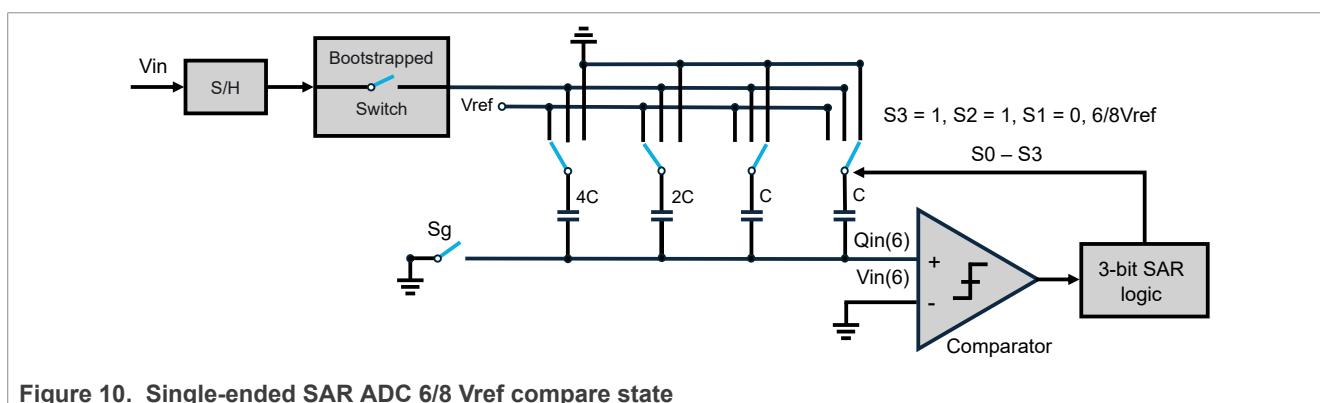 Vin
S/H
Bootstrapped
Switch
Vref
S3 = 1, S2 = 1, S1 = 0, 6/8Vref
S0 – S3
4C
2C
C
C
Sg
Qin(6)
Vin(6)
+
-
Comparator
3-bit SAR
logic
Figure 10. Single-ended SAR ADC 6/8 Vref compare state